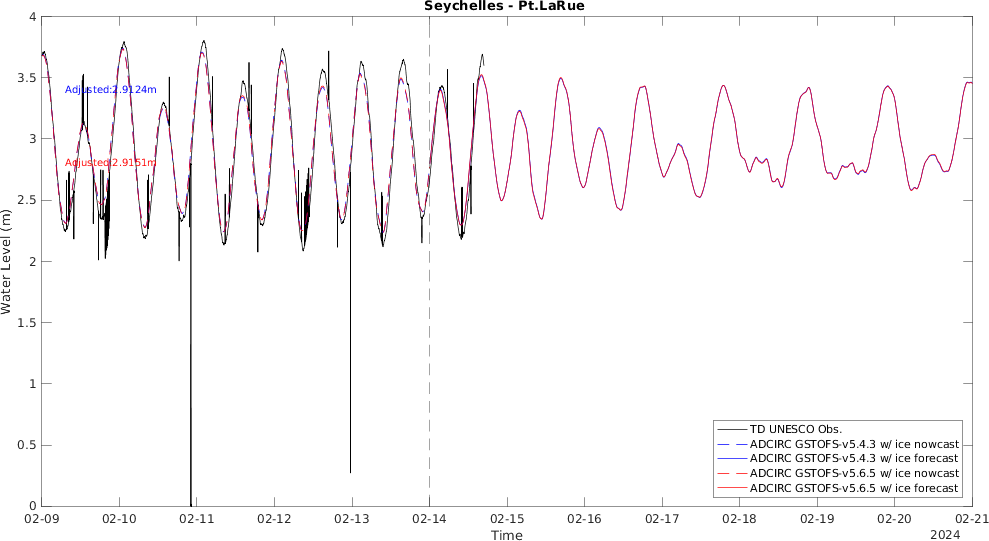 Seychelles - Pt.LaRue
4
3.5
3
2.5
2
1.5
1
0.5
0
Water Level (m)
Adjusted:2.9124m
Adjusted:2.9151m
TD UNESCO Obs.
ADCIRC GSTOFS-v5.4.3 w/ ice nowcast
ADCIRC GSTOFS-v5.4.3 w/ ice forecast
ADCIRC GSTOFS-v5.6.5 w/ ice nowcast
ADCIRC GSTOFS-v5.6.5 w/ ice forecast
02-09 02-10 02-11 02-12 02-13 02-14 02-15 02-16 02-17 02-18 02-19 02-20 02-21
Time
2024